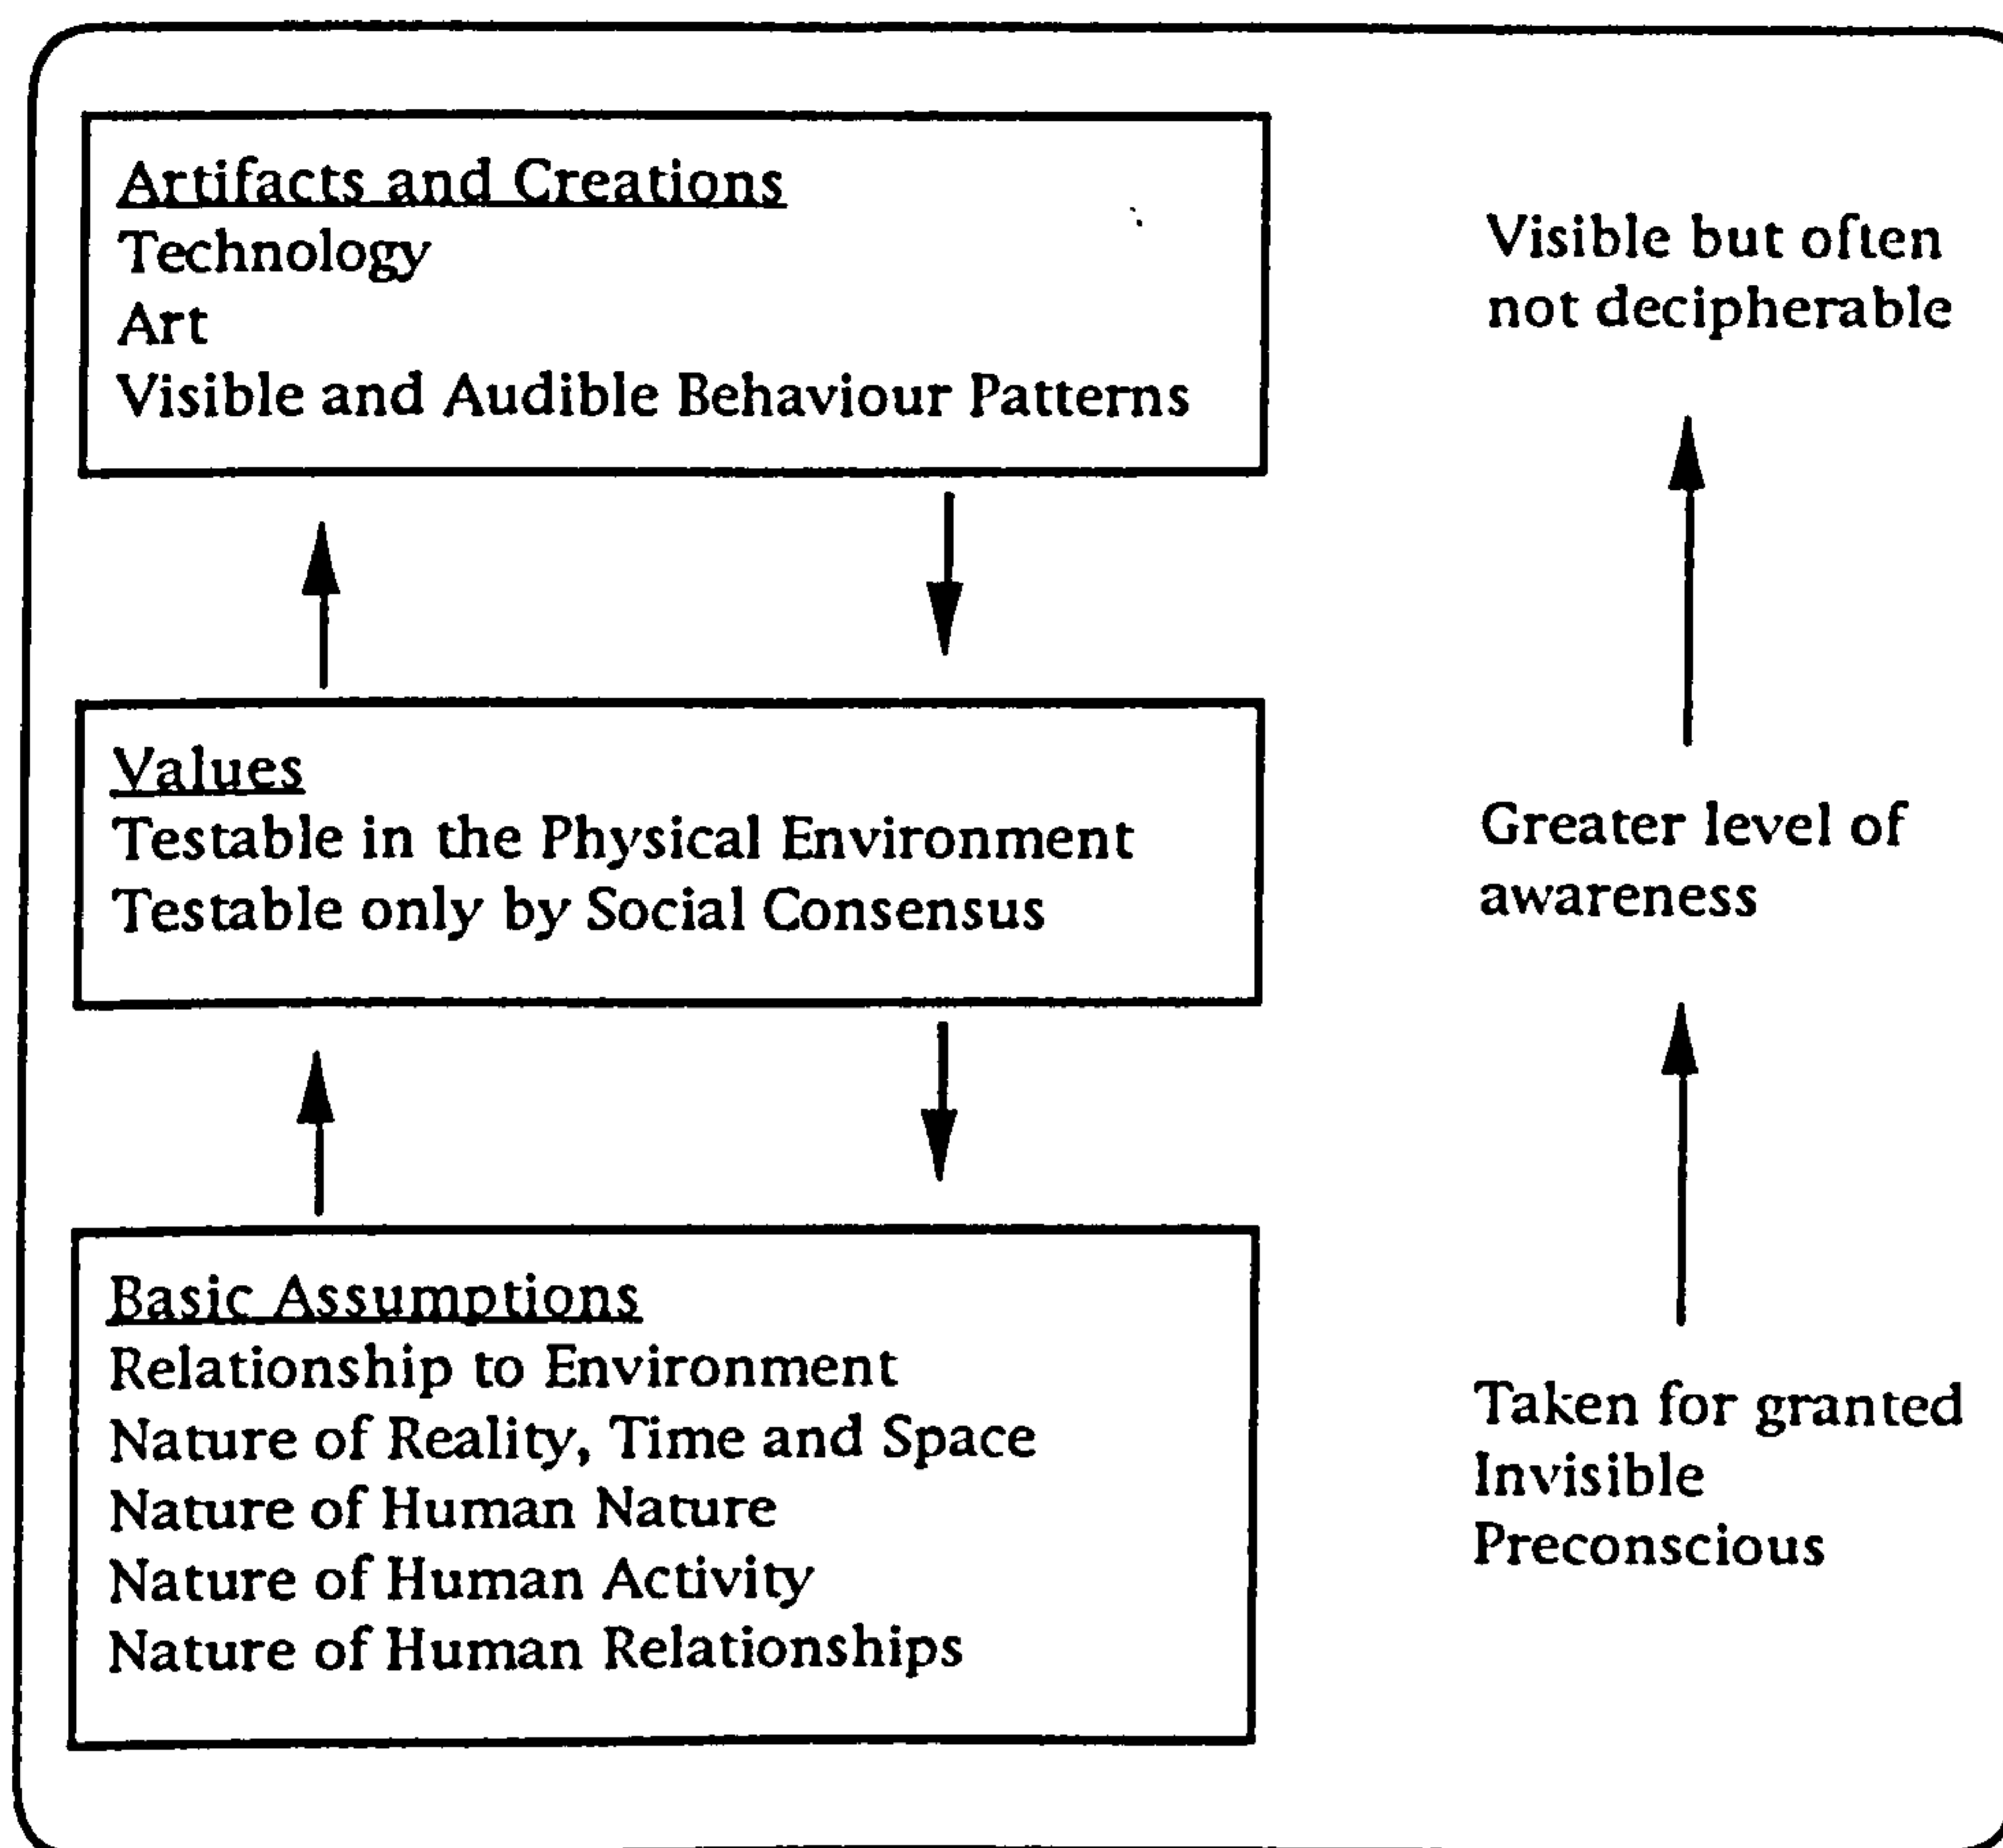 Artifacts and Creations
Technology
Art
Visible and Audible Behaviour Patterns
Visible but often
not decipherable
Values
Testable in the Physical Environment
Testable only by Social Consensus
Greater level of
awareness
Basic Assumptions
Relationship to Environment
Nature of Reality, Time and Space
Nature of Human Nature
Nature of Human Activity
Nature of Human Relationships
Taken for granted
Invisible
Preconscious